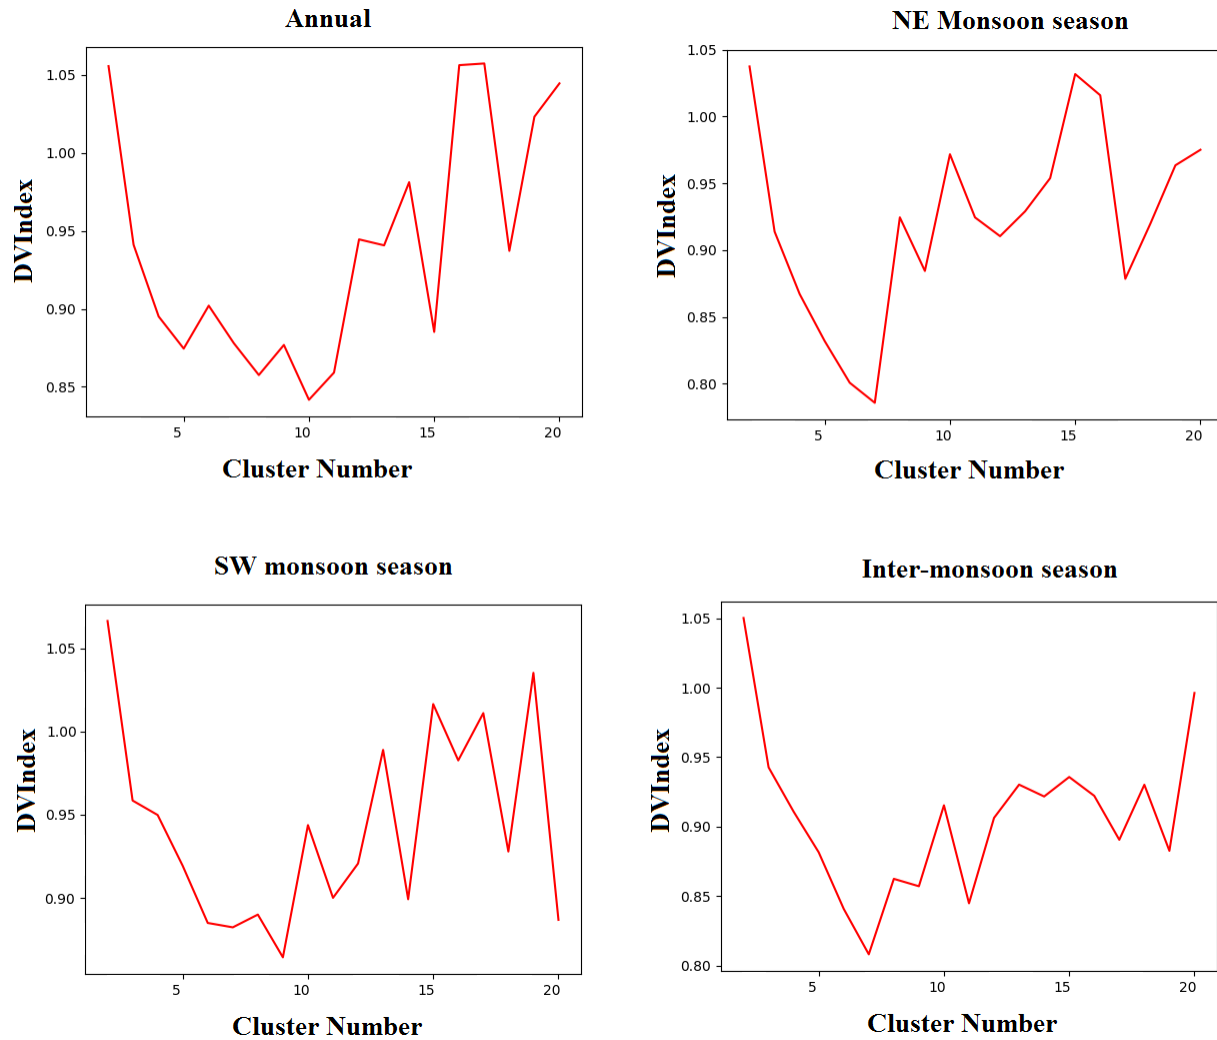 Annual
DVIndex
1.05
1.00
0.95
0.90
0.85
5 10 15 20
Cluster Number
NE Monsoon season
DVIndex
1.05
1.00
0.95
0.90
0.85
0.80
5 10 15 20
Cluster Number
SW monsoon season
DVIndex
1.05
1.00
0.95
0.90
5 10 15 20
Cluster Number
Inter-monsoon season
DVIndex
1.05
1.00
0.95
0.90
0.85
0.80
5 10 15 20
Cluster Number